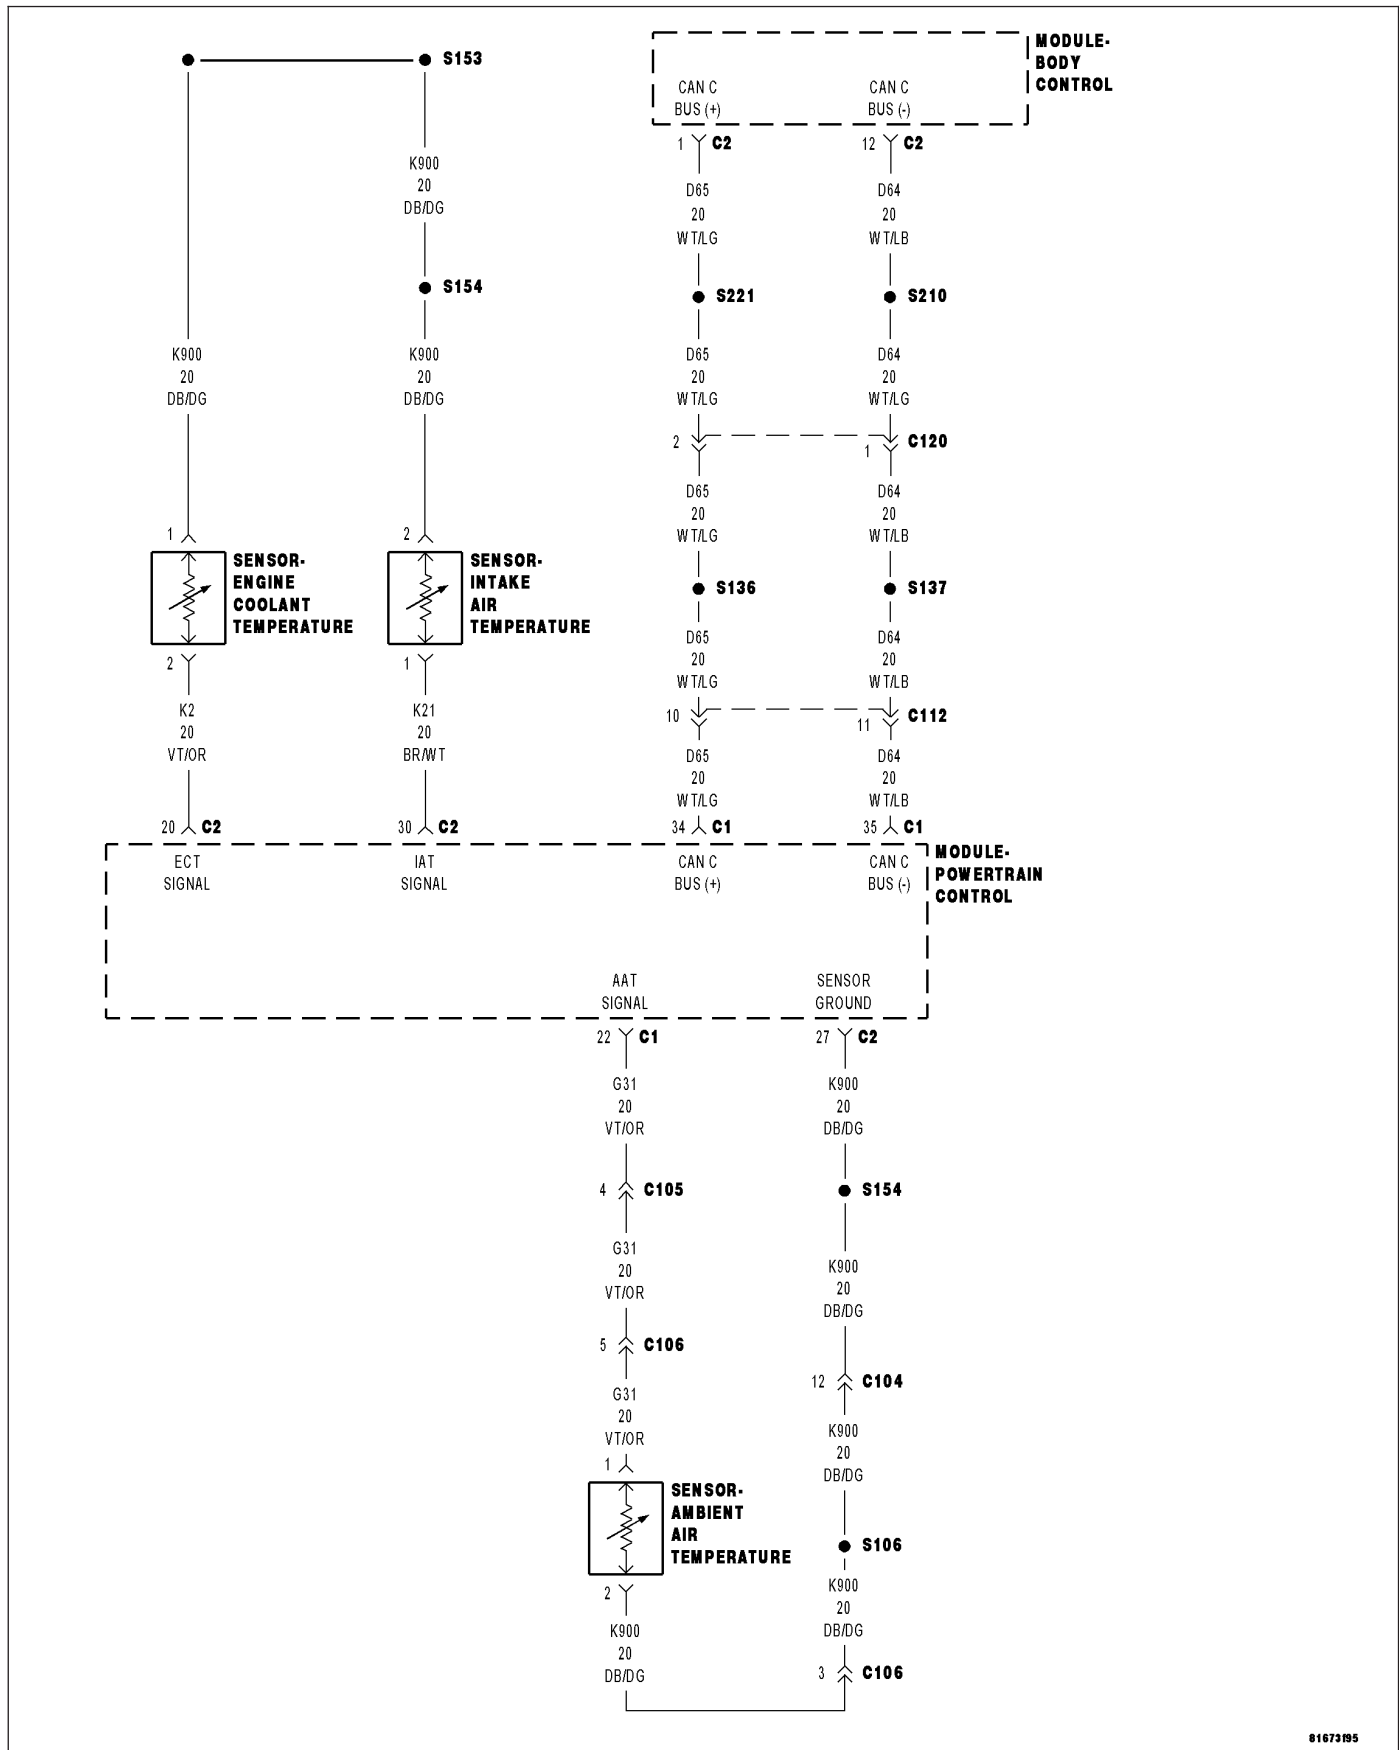 S153
MODULE-
BODY
CONTROL
CAN C
BUS (+)
CAN C
BUS (-)
1
C2
12
C2
K900
20
DB/DG
D65
20
WT/LG
D64
20
WT/LB
S154
S221
S210
K900
20
DB/DG
K900
20
DB/DG
D65
20
WT/LG
D64
20
WT/LG
2
1
C120
D65
20
WT/LG
D64
20
WT/LB
1
2
SENSOR-
ENGINE
COOLANT
TEMPERATURE
SENSOR-
INTAKE
AIR
TEMPERATURE
S136
S137
D65
20
WT/LG
D64
20
WT/LB
2
1
K2
20
VT/OR
K21
20
BR/WT
10
11
C112
D65
20
WT/LG
D64
20
WT/LB
20
C2
30
C2
34
C1
35
C1
ECT
SIGNAL
IAT
SIGNAL
CAN C
BUS (+)
CAN C
BUS (-)
MODULE-
POWERTRAIN
CONTROL
AAT
SIGNAL
SENSOR
GROUND
22
C1
27
C2
G31
20
VT/OR
K900
20
DB/DG
4
C105
S154
G31
20
VT/OR
K900
20
DB/DG
5
C106
12
C104
G31
20
VT/OR
K900
20
DB/DG
1
SENSOR-
AMBIENT
AIR
TEMPERATURE
S106
2
K900
20
DB/DG
K900
20
DB/DG
3
C106
81673f95